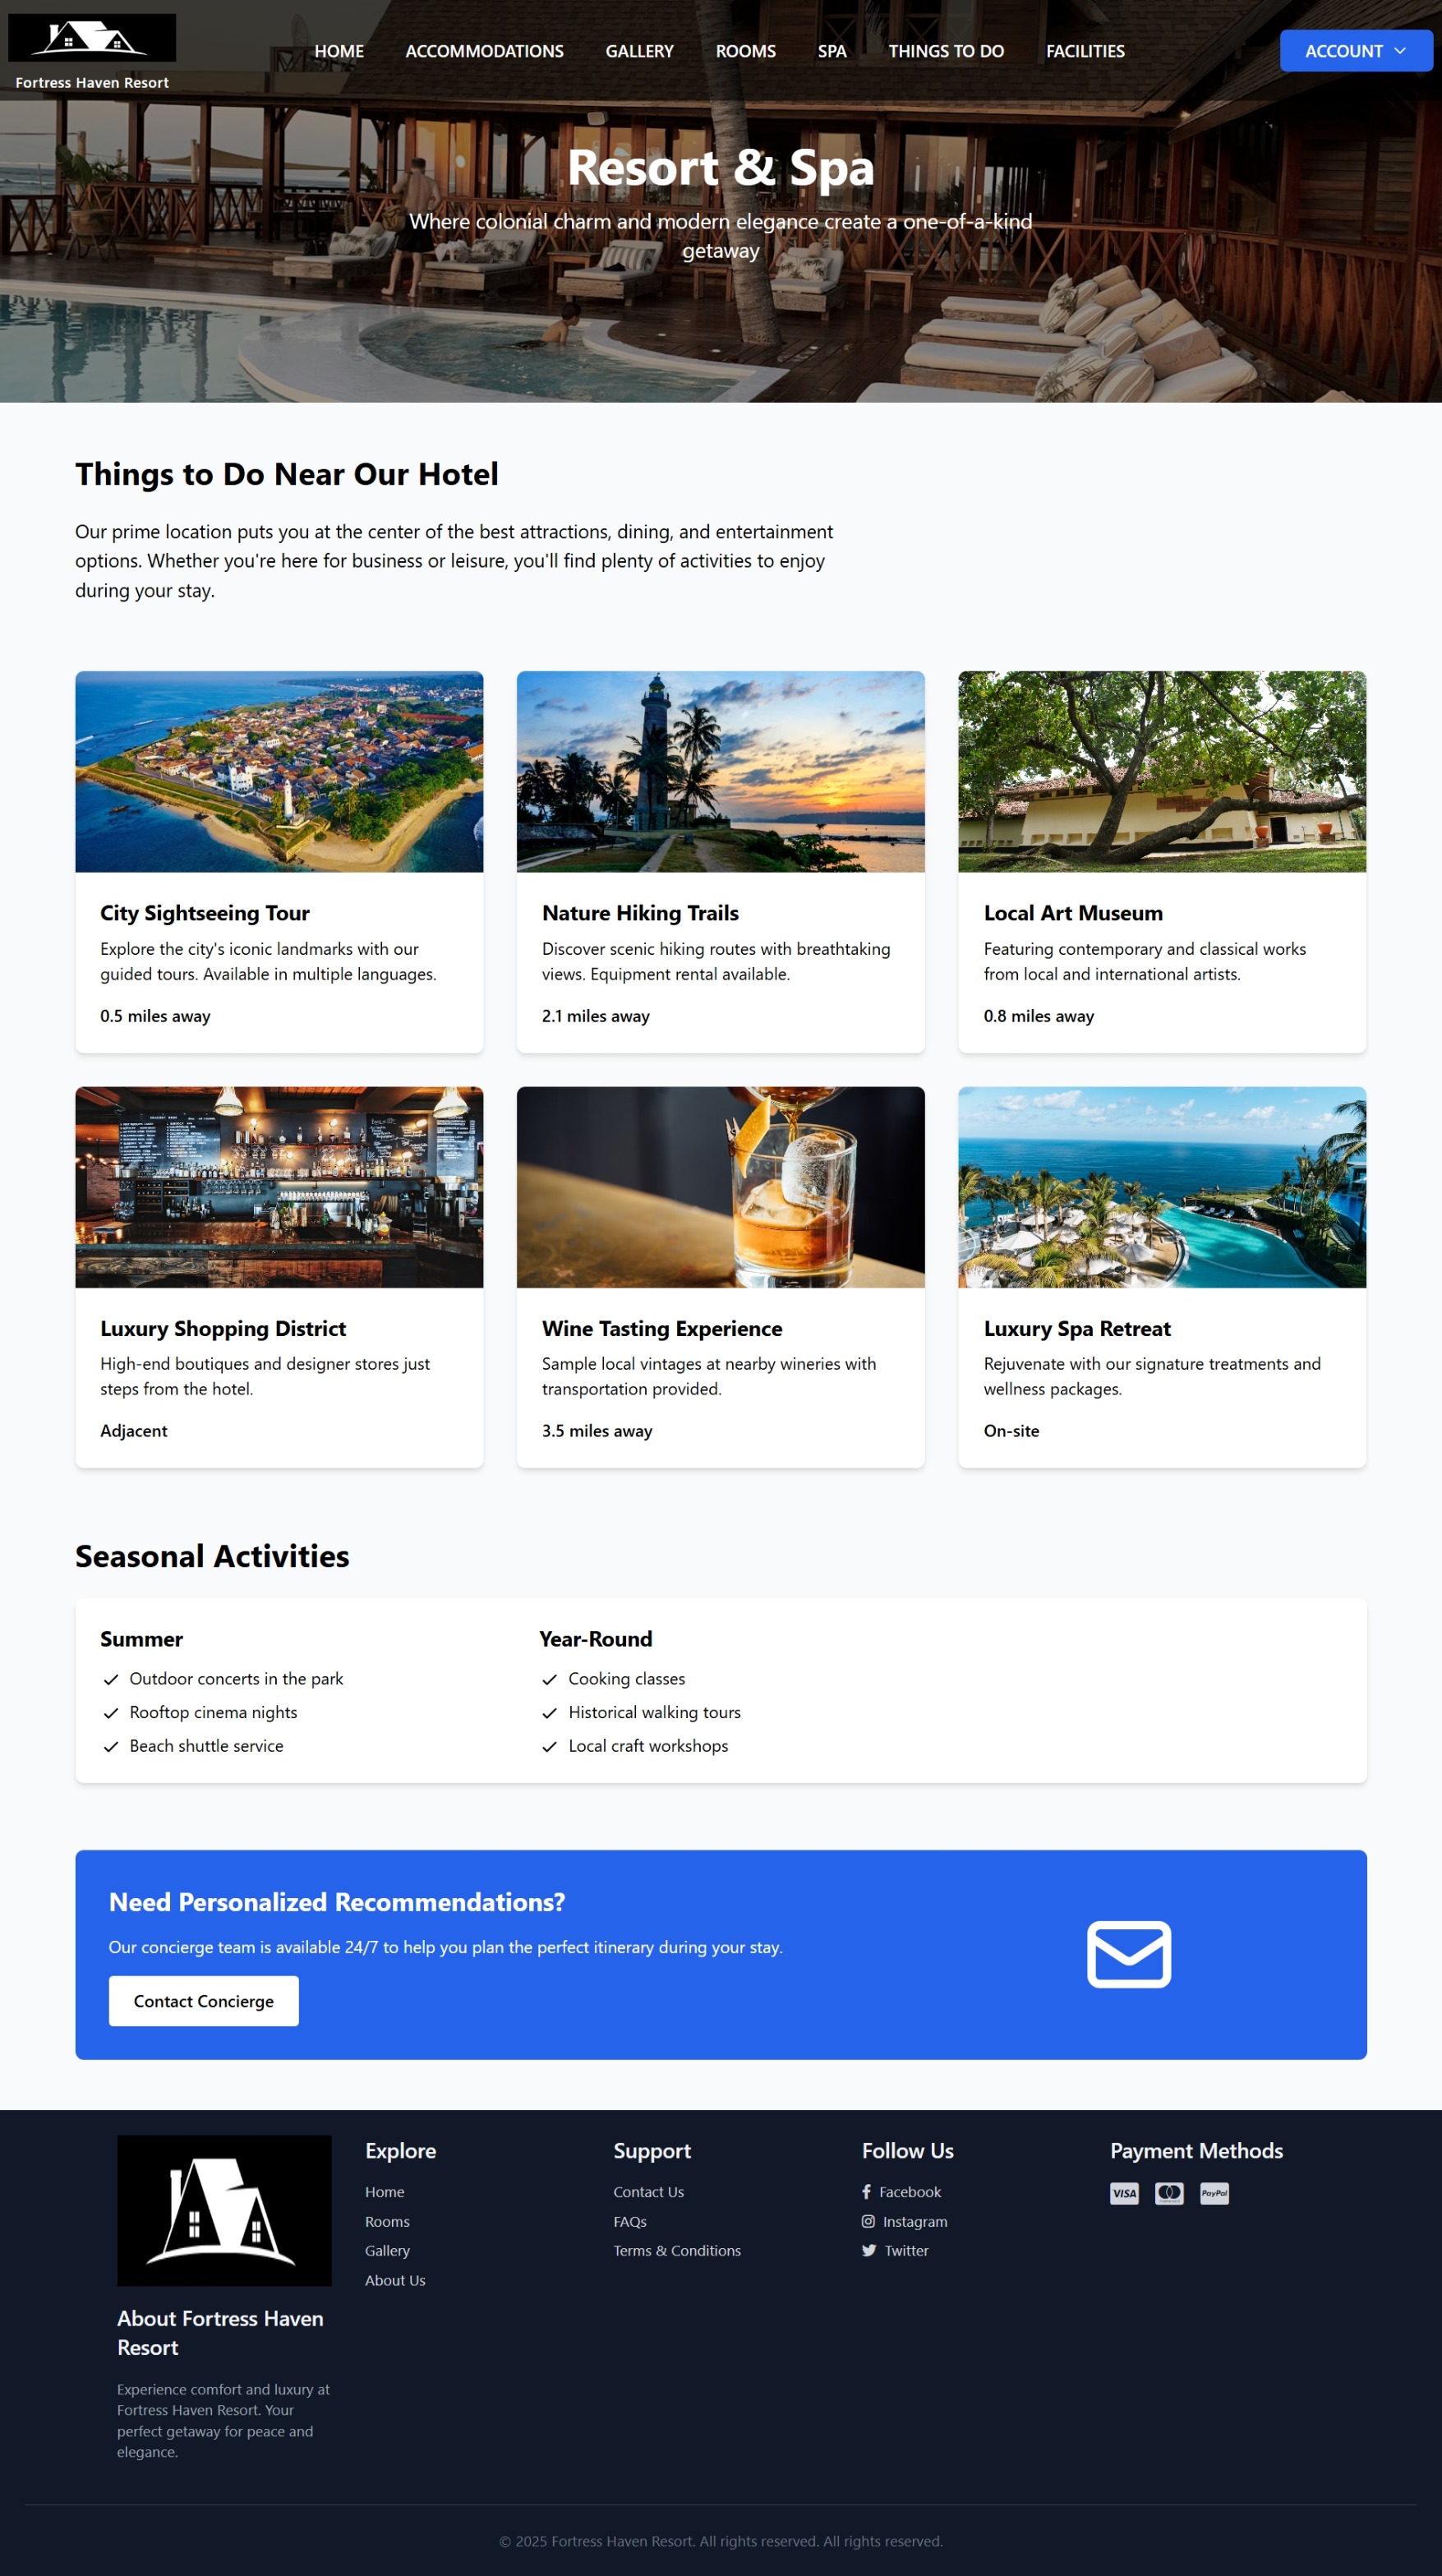 Fortress Haven Resort
HOME
ACCOMMODATIONS
GALLERY
ROOMS
SPA
THINGS TO DO
FACILITIES
ACCOUNT
Resort & Spa
Where colonial charm and modern elegance create a one-of-a-kind
getaway
Things to Do Near Our Hotel
Our prime location puts you at the center of the best attractions, dining, and entertainment
options. Whether you're here for business or leisure, you'll find plenty of activities to enjoy
during your stay.
City Sightseeing Tour
Explore the city's iconic landmarks with our
guided tours. Available in multiple languages.
0.5 miles away
Nature Hiking Trails
Discover scenic hiking routes with breathtaking
views. Equipment rental available.
2.1 miles away
Local Art Museum
Featuring contemporary and classical works
from local and international artists.
0.8 miles away
Luxury Shopping District
High-end boutiques and designer stores just
steps from the hotel.
Adjacent
Wine Tasting Experience
Sample local vintages at nearby wineries with
transportation provided.
3.5 miles away
Luxury Spa Retreat
Rejuvenate with our signature treatments and
wellness packages.
On-site
Seasonal Activities
Summer
Outdoor concerts in the park
Rooftop cinema nights
Beach shuttle service
Year-Round
Cooking classes
Historical walking tours
Local craft workshops
Need Personalized Recommendations?
Our concierge team is available 24/7 to help you plan the perfect itinerary during your stay.
Contact Concierge
About Fortress Haven
Resort
Experience comfort and luxury at
Fortress Haven Resort. Your
perfect getaway for peace and
elegance.
Explore
Home
Rooms
Gallery
About Us
Support
Contact Us
FAQs
Terms & Conditions
Follow Us
Facebook
Instagram
Twitter
Payment Methods
VISA
PayPal
© 2025 Fortress Haven Resort. All rights reserved. All rights reserved.